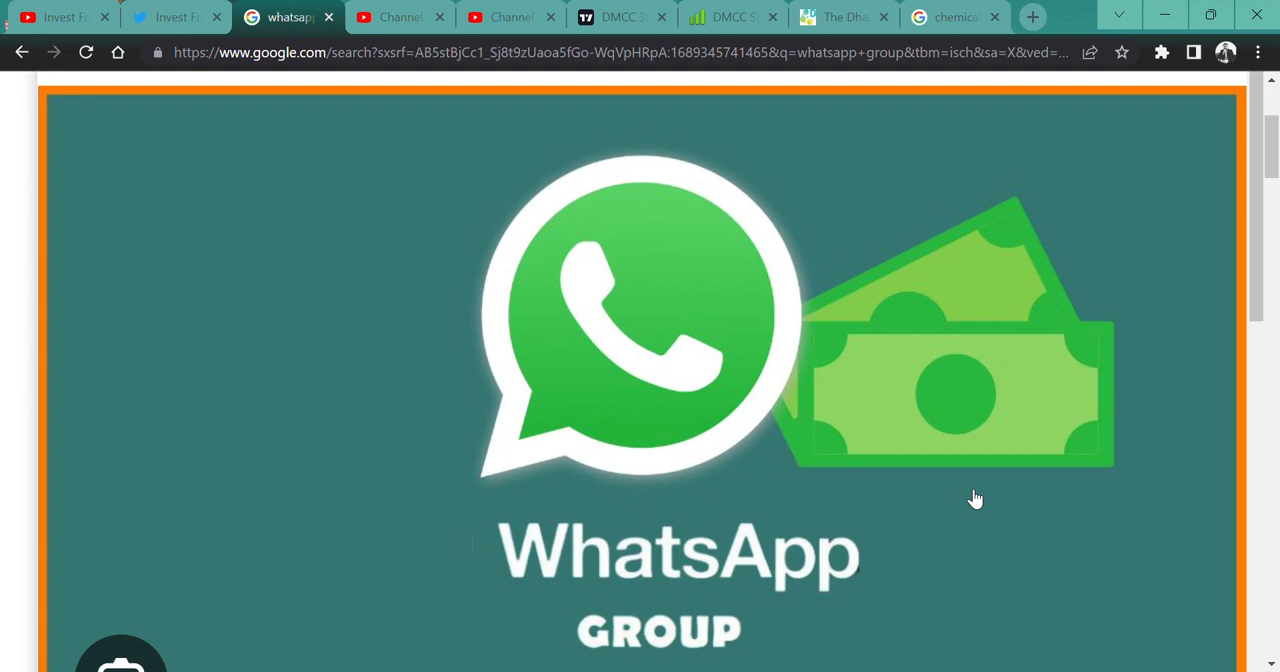 Invest Fo
Invest Fo
whatsapp
Channel
Channel
DMCC 3
DMCC S
The Dha
chemica
https://www.google.com/search?sxsrf=AB5stBjCc1_Sj8t9zUaoa5fGo-WqVpHRpA:1689345741465&q=whatsapp+group&tbm=isch&sa=X&ved=...
WhatsApp
GROUP